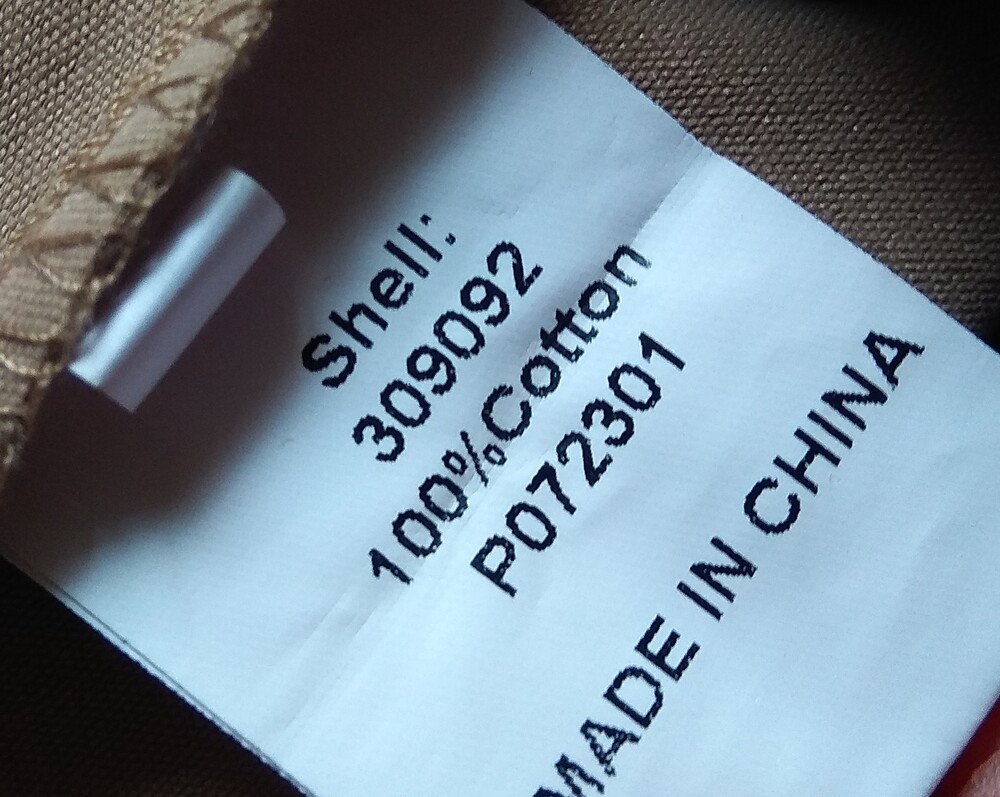 Shell:
309092
100%Cotton
P072301
MADE IN CHINA